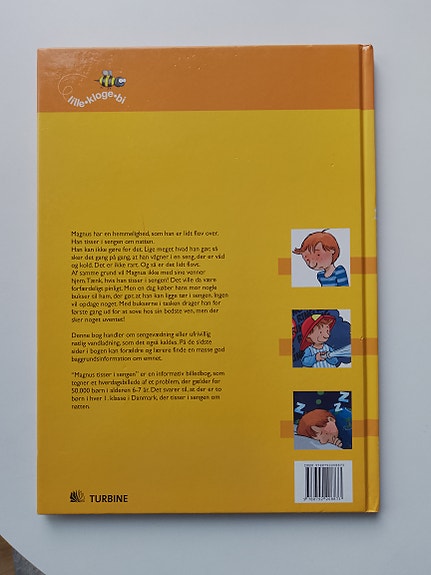 lille•kloge•bi
Magnus har en hemmelighed, som han er lidt flov over.
Han tisser i sengen om natten.
Han kan ikke gøre for det. Lige meget hvad han gør, så
sker det gang på gang, at han vågner i en seng, der er våd
og kold. Det er ikke rart. Og så er det lidt flovt.
Af samme grund vil Magnus ikke med sine venner
hjem. Tænk, hvis han tisser i sengen! Det ville da være
forfærdeligt pinligt. Men en dag køber hans mor nogle
bukser til ham, der gør, at han kan ligge tør i sengen. Ingen
vil opdage noget. Med bukserne i tasken drager han for
første gang ud for at sove hos sin bedste ven, men der
sker noget uventet!
Denne bog handler om sengevædning eller ufrivillig
natlig vandladning, som det også kaldes. På de sidste
sider i bogen kan forældre og lærere finde en masse god
baggrundsinformation om emnet.
"Magnus tisser i sengen" er en informativ billedbog, som
tegner et hverdagsbillede af et problem, der gælder for
50.000 børn i alderen 6-7 år. Det svarer til, at der er to
børn i hver 1. klasse i Danmark, der tisser i sengen om
natten.
Z
Z
Z
TURBINE